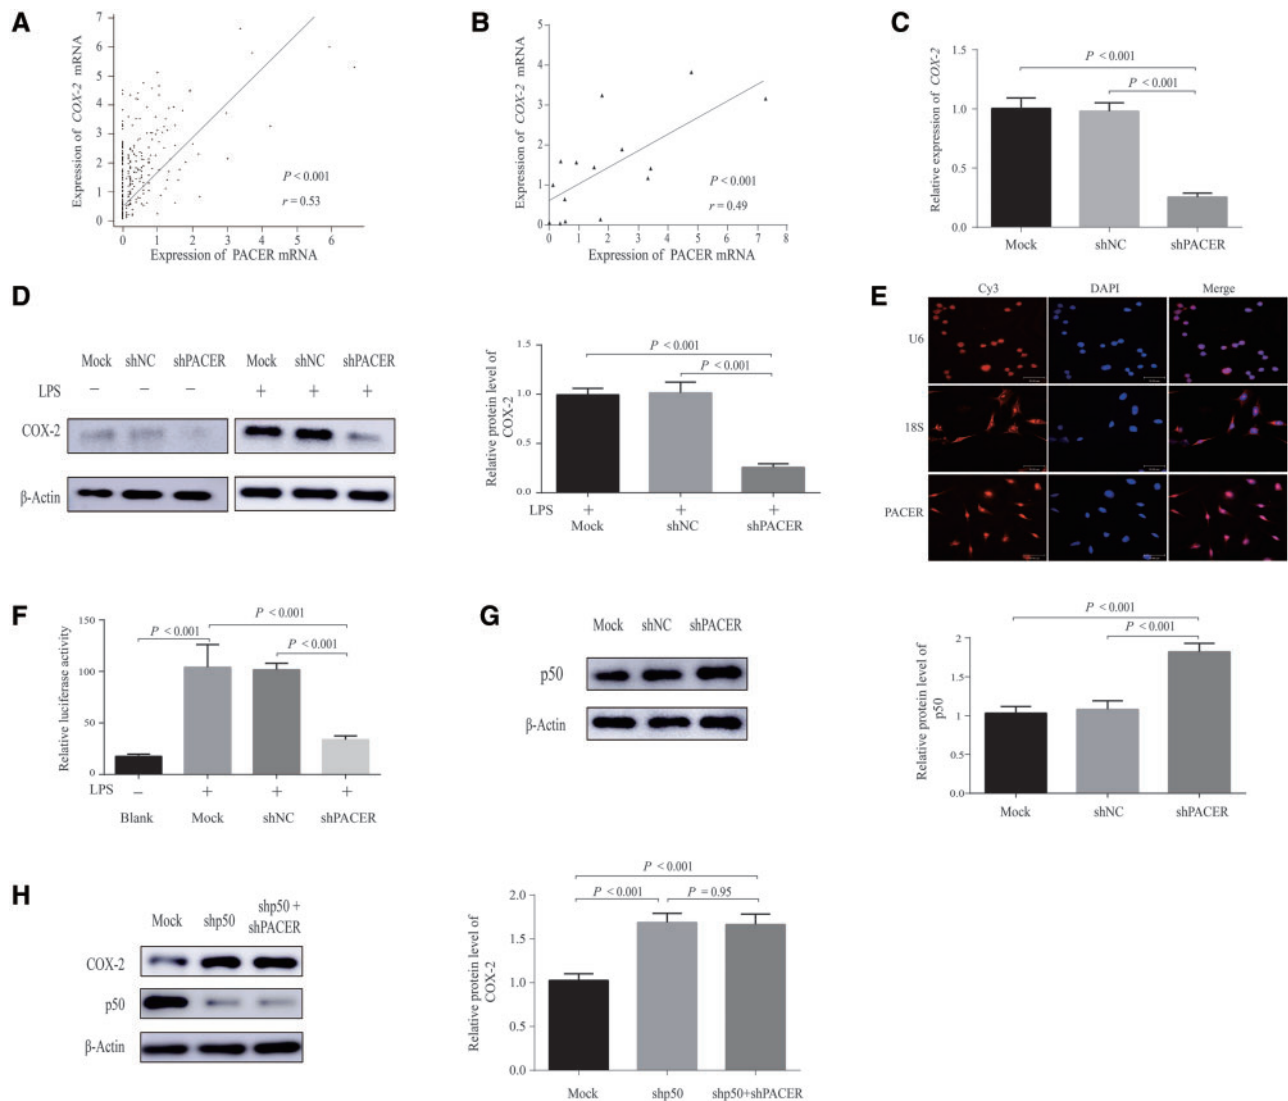 A
Expression of COX-2 mRNA
7
6
5
4
3
2
1
0
0 1 2 3 4 5 6
Expression of PACER mRNA
P < 0.001
r = 0.53
B
Expression of COX-2 mRNA
5
4
3
2
1
0
0 1 2 3 4 5 6 7 8
Expression of PACER mRNA
P < 0.001
r = 0.49
C
Relative expression of COX-2
1.5
1.0
0.5
0.0
P < 0.001
P < 0.001
Mock shNC shPACER
D
Mock shNC shPACER Mock shNC shPACER
LPS − − − + + +
COX-2
β-Actin
Relative protein level of
COX-2
1.5
1.0
0.5
0.0
P < 0.001
P < 0.001
LPS + + +
Mock shNC shPACER
E
Cy3 DAPI Merge
U6
18S
PACER
F
Relative luciferase activity
150
100
50
0
P < 0.001
P < 0.001
P < 0.001
LPS − + + +
Blank Mock shNC shPACER
G
Mock shNC shPACER
p50
β-Actin
Relative protein level of
p50
2
1.5
1
0.5
0.0
P < 0.001
P < 0.001
Mock shNC shPACER
H
Mock shp50 shp50 +
shPACER
COX-2
p50
β-Actin
Relative protein level of
COX-2
2.0
1.5
1.0
0.5
0.0
P < 0.001
P < 0.001 P = 0.95
Mock shp50 shp50+shPACER